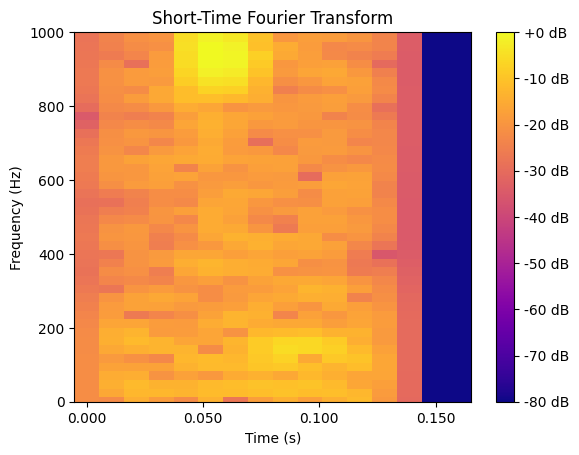 Short-Time Fourier Transform
1000
800
600
400
200
0
Frequency (Hz)
0.000
0.050
0.100
0.150
Time (s)
+0 dB
-10 dB
-20 dB
-30 dB
-40 dB
-50 dB
-60 dB
-70 dB
-80 dB